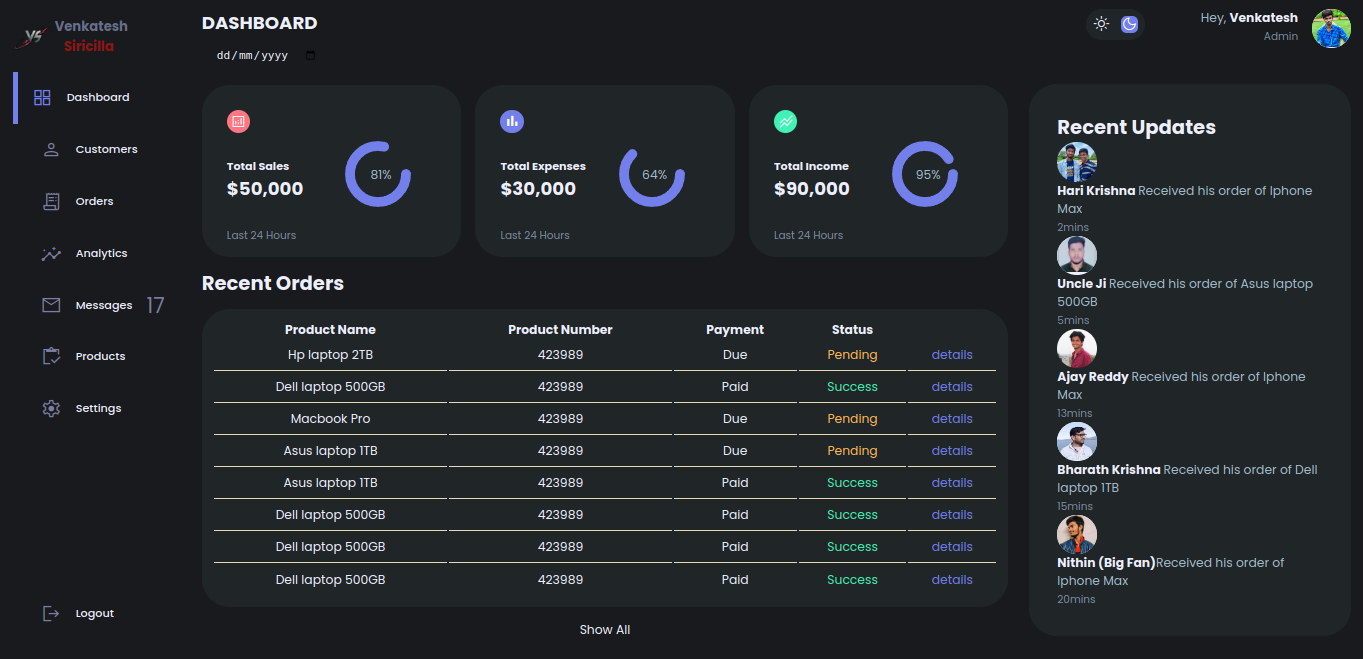 YS
Venkatesh
Siricilla
Dashboard
Customers
Orders
Analytics
Messages 17
Products
Settings
Logout
DASHBOARD
dd/mm/yyyy
Hey, Venkatesh
Admin
Total Sales
$50,000
81%
Last 24 Hours
Total Expenses
$30,000
64%
Last 24 Hours
Total Income
$90,000
95%
Last 24 Hours
Recent Orders
Product Name Product Number Payment Status
Hp laptop 2TB 423989 Due Pending details
Dell laptop 500GB 423989 Paid Success details
Macbook Pro 423989 Due Pending details
Asus laptop 1TB 423989 Due Pending details
Asus laptop 1TB 423989 Paid Success details
Dell laptop 500GB 423989 Paid Success details
Dell laptop 500GB 423989 Paid Success details
Dell laptop 500GB 423989 Paid Success details
Show All
Recent Updates
Hari Krishna Received his order of Iphone
Max
2mins
Uncle Ji Received his order of Asus laptop
500GB
5mins
Ajay Reddy Received his order of Iphone
Max
13mins
Bharath Krishna Received his order of Dell
laptop 1TB
15mins
Nithin (Big Fan)Received his order of
Iphone Max
20mins